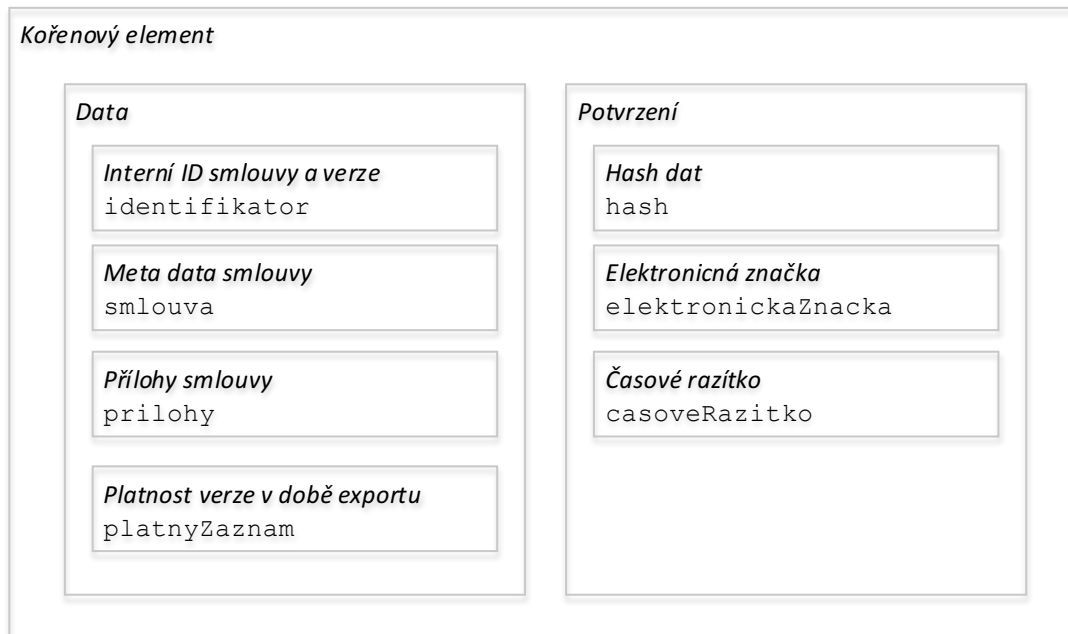 Kořenový element
Data
Interní ID smlouvy a verze
identifikator
Meta data smlouvy
smlouva
Přílohy smlouvy
prilohy
Platnost verze v době exportu
platnyZaznam
Potvrzení
Hash dat
hash
Elektronicná značka
elektronickaZnacka
Časové razítko
casoveRazitko